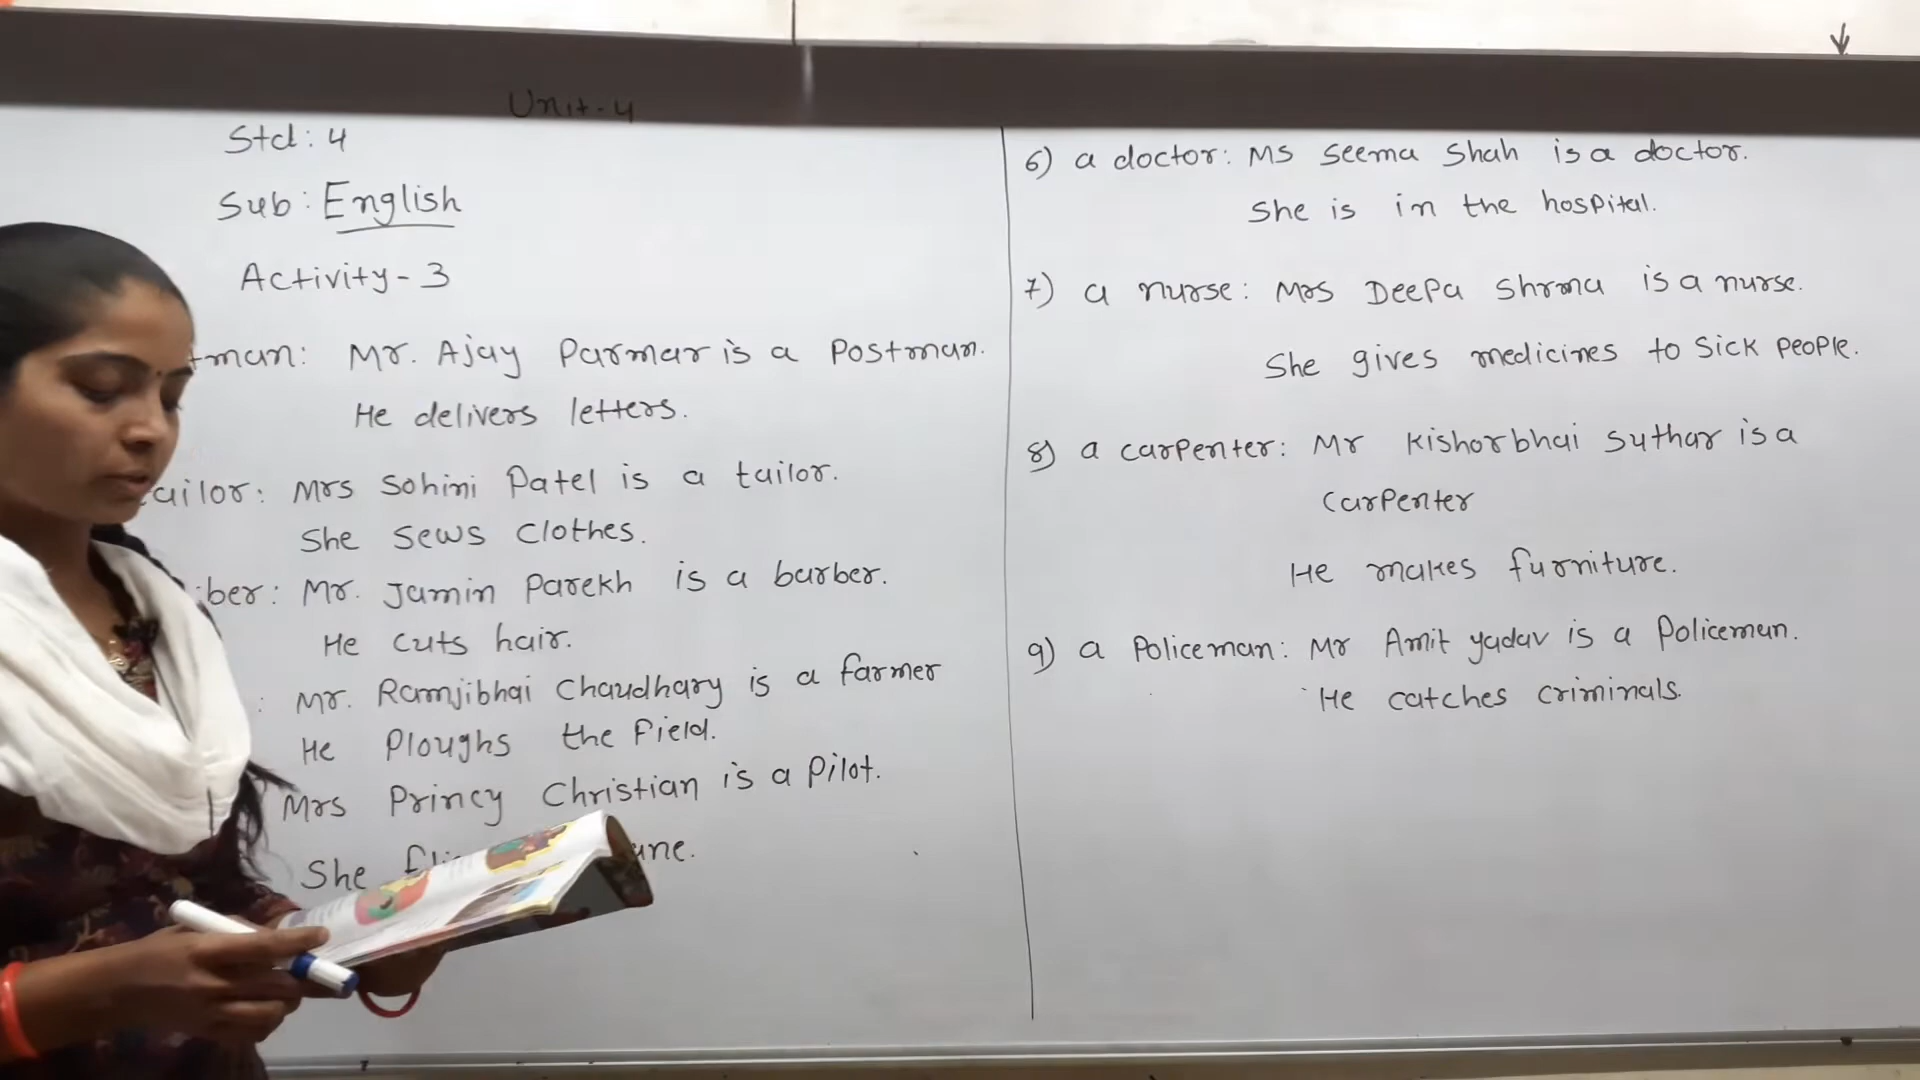 Unit-4
Std: 4
Sub: English
Activity-3
tman: Mr. Ajay Parmar is a Postman.
He delivers letters.
tailor: Mrs Sohini Patel is a tailor.
She sews clothes.
ber: Mr. Jamin Parekh is a barber.
He cuts hair.
: Mr. Ramjibhai Chaudhary is a farmer
He Ploughs the Field.
Mrs Princy Christian is a Pilot.
She
6) a doctor: MS Seema Shah is a doctor.
She is in the hospital.
7) a nurse: Mrs DeePa Shrma is a nurse.
She gives medicines to Sick People.
8) a carPenter: Mr Kishorbhai Suthar is a
CarPenter
He makes furniture.
9) a Policeman: Mr Amit yadav is a Policeman.
He catches criminals.